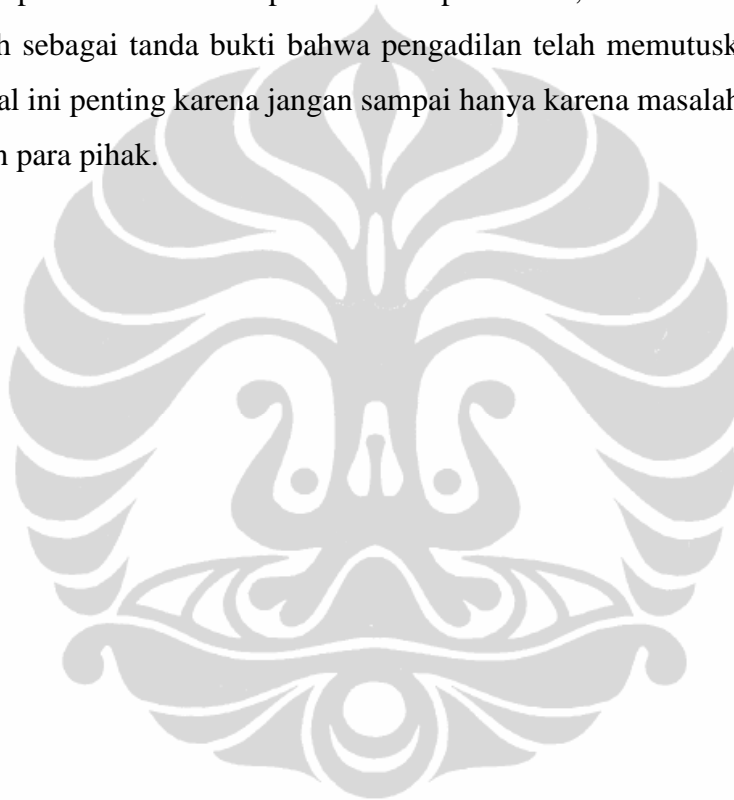 h sebagai tanda bukti bahwa pengadilan telah memutusk
al ini penting karena jangan sampai hanya karena masalah
n para pihak.